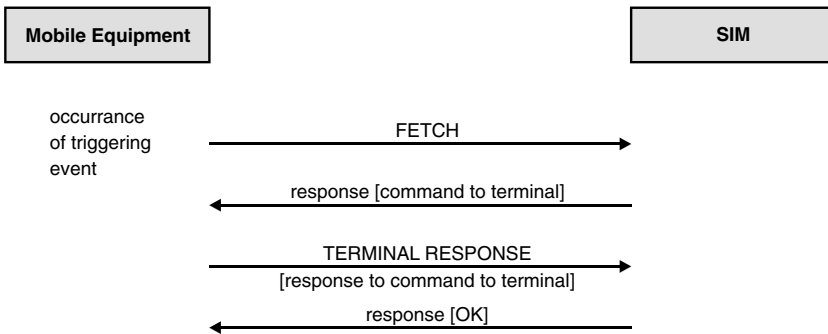 Mobile Equipment
SIM
occurrance
of triggering
event
FETCH
response [command to terminal]
TERMINAL RESPONSE
[response to command to terminal]
response [OK]